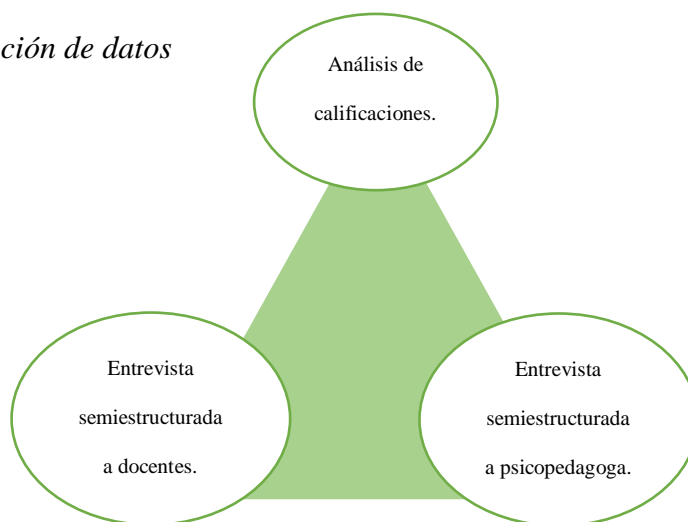 ción de datos
Análisis de
calificaciones.
Entrevista
semiestructurada
a docentes.
Entrevista
semiestructurada
a psicopedagoga.